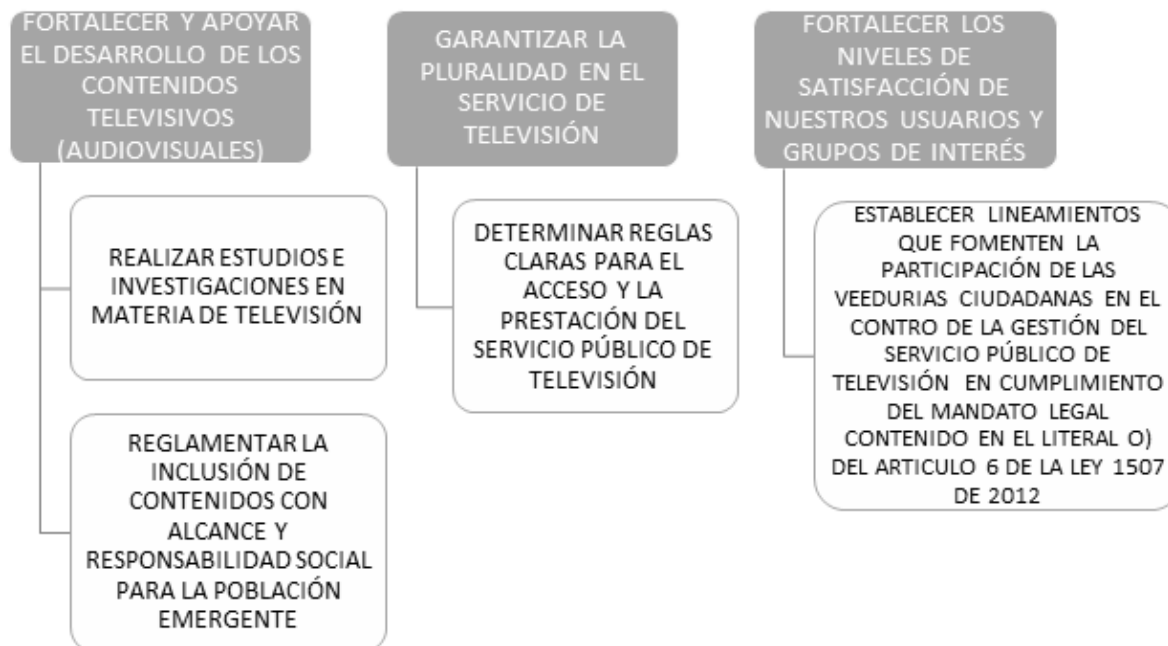 FORTALECER Y APOYAR
EL DESARROLLO DE LOS
CONTENIDOS
TELEVISIVOS
(AUDIOVISUALES)
REALIZAR ESTUDIOS E
INVESTIGACIONES EN
MATERIA DE TELEVISIÓN
REGLAMENTAR LA
INCLUSIÓN DE
CONTENIDOS CON
ALCANCE Y
RESPONSABILIDAD SOCIAL
PARA LA POBLACIÓN
EMERGENTE
GARANTIZAR LA
PLURALIDAD EN EL
SERVICIO DE
TELEVISIÓN
DETERMINAR REGLAS
CLARAS PARA EL
ACCESO Y LA
PRESTACIÓN DEL
SERVICIO PÚBLICO DE
TELEVISIÓN
FORTALECER LOS
NIVELES DE
SATISFACCIÓN DE
NUESTROS USUARIOS Y
GRUPOS DE INTERÉS
ESTABLECER LINEAMIENTOS
QUE FOMENTEN LA
PARTICIPACIÓN DE LAS
VEEDURIAS CIUDADANAS EN EL
CONTRO DE LA GESTIÓN DEL
SERVICIO PÚBLICO DE
TELEVISIÓN EN CUMPLIMIENTO
DEL MANDATO LEGAL
CONTENIDO EN EL LITERAL O)
DEL ARTICULO 6 DE LA LEY 1507
DE 2012